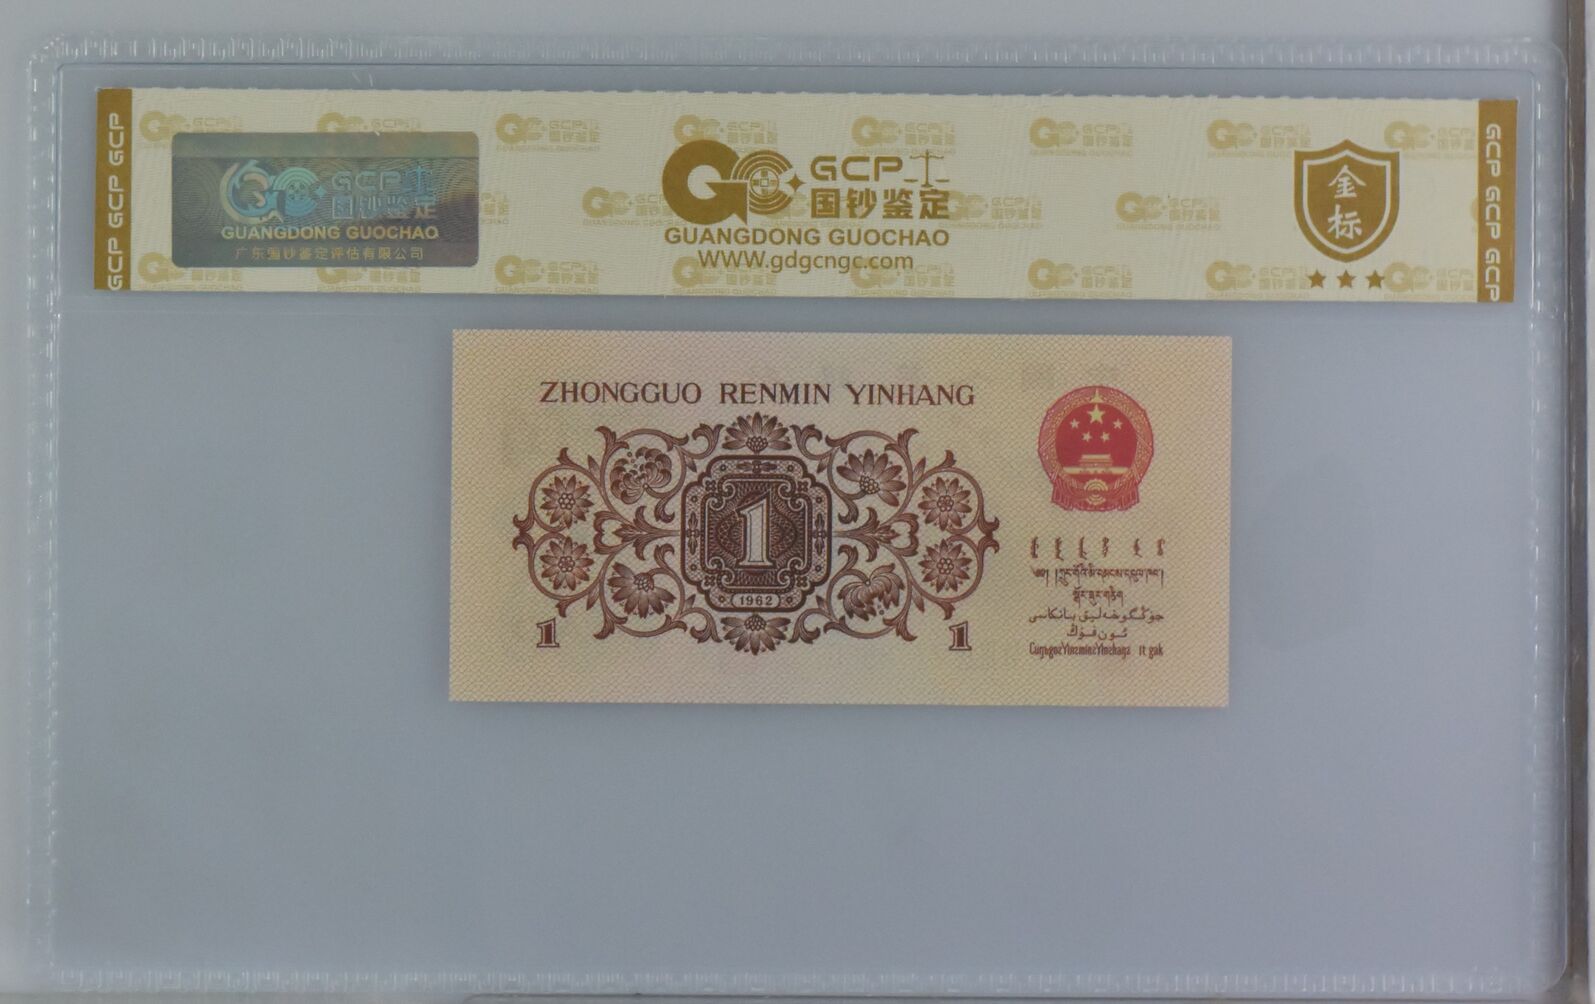 GCP GCP GCP
GCP
国钞鉴定
GUANGDONG GUOCHAO
广东国钞鉴定评估有限公司
GCP
国钞鉴定
GUANGDONG GUOCHAO
WWW.gdgcngc.com
金标
GCP GCP GCP
ZHONGGUO RENMIN YINHANG
1
1962
1
1
جۇڭگوخەلىق بانكاسى